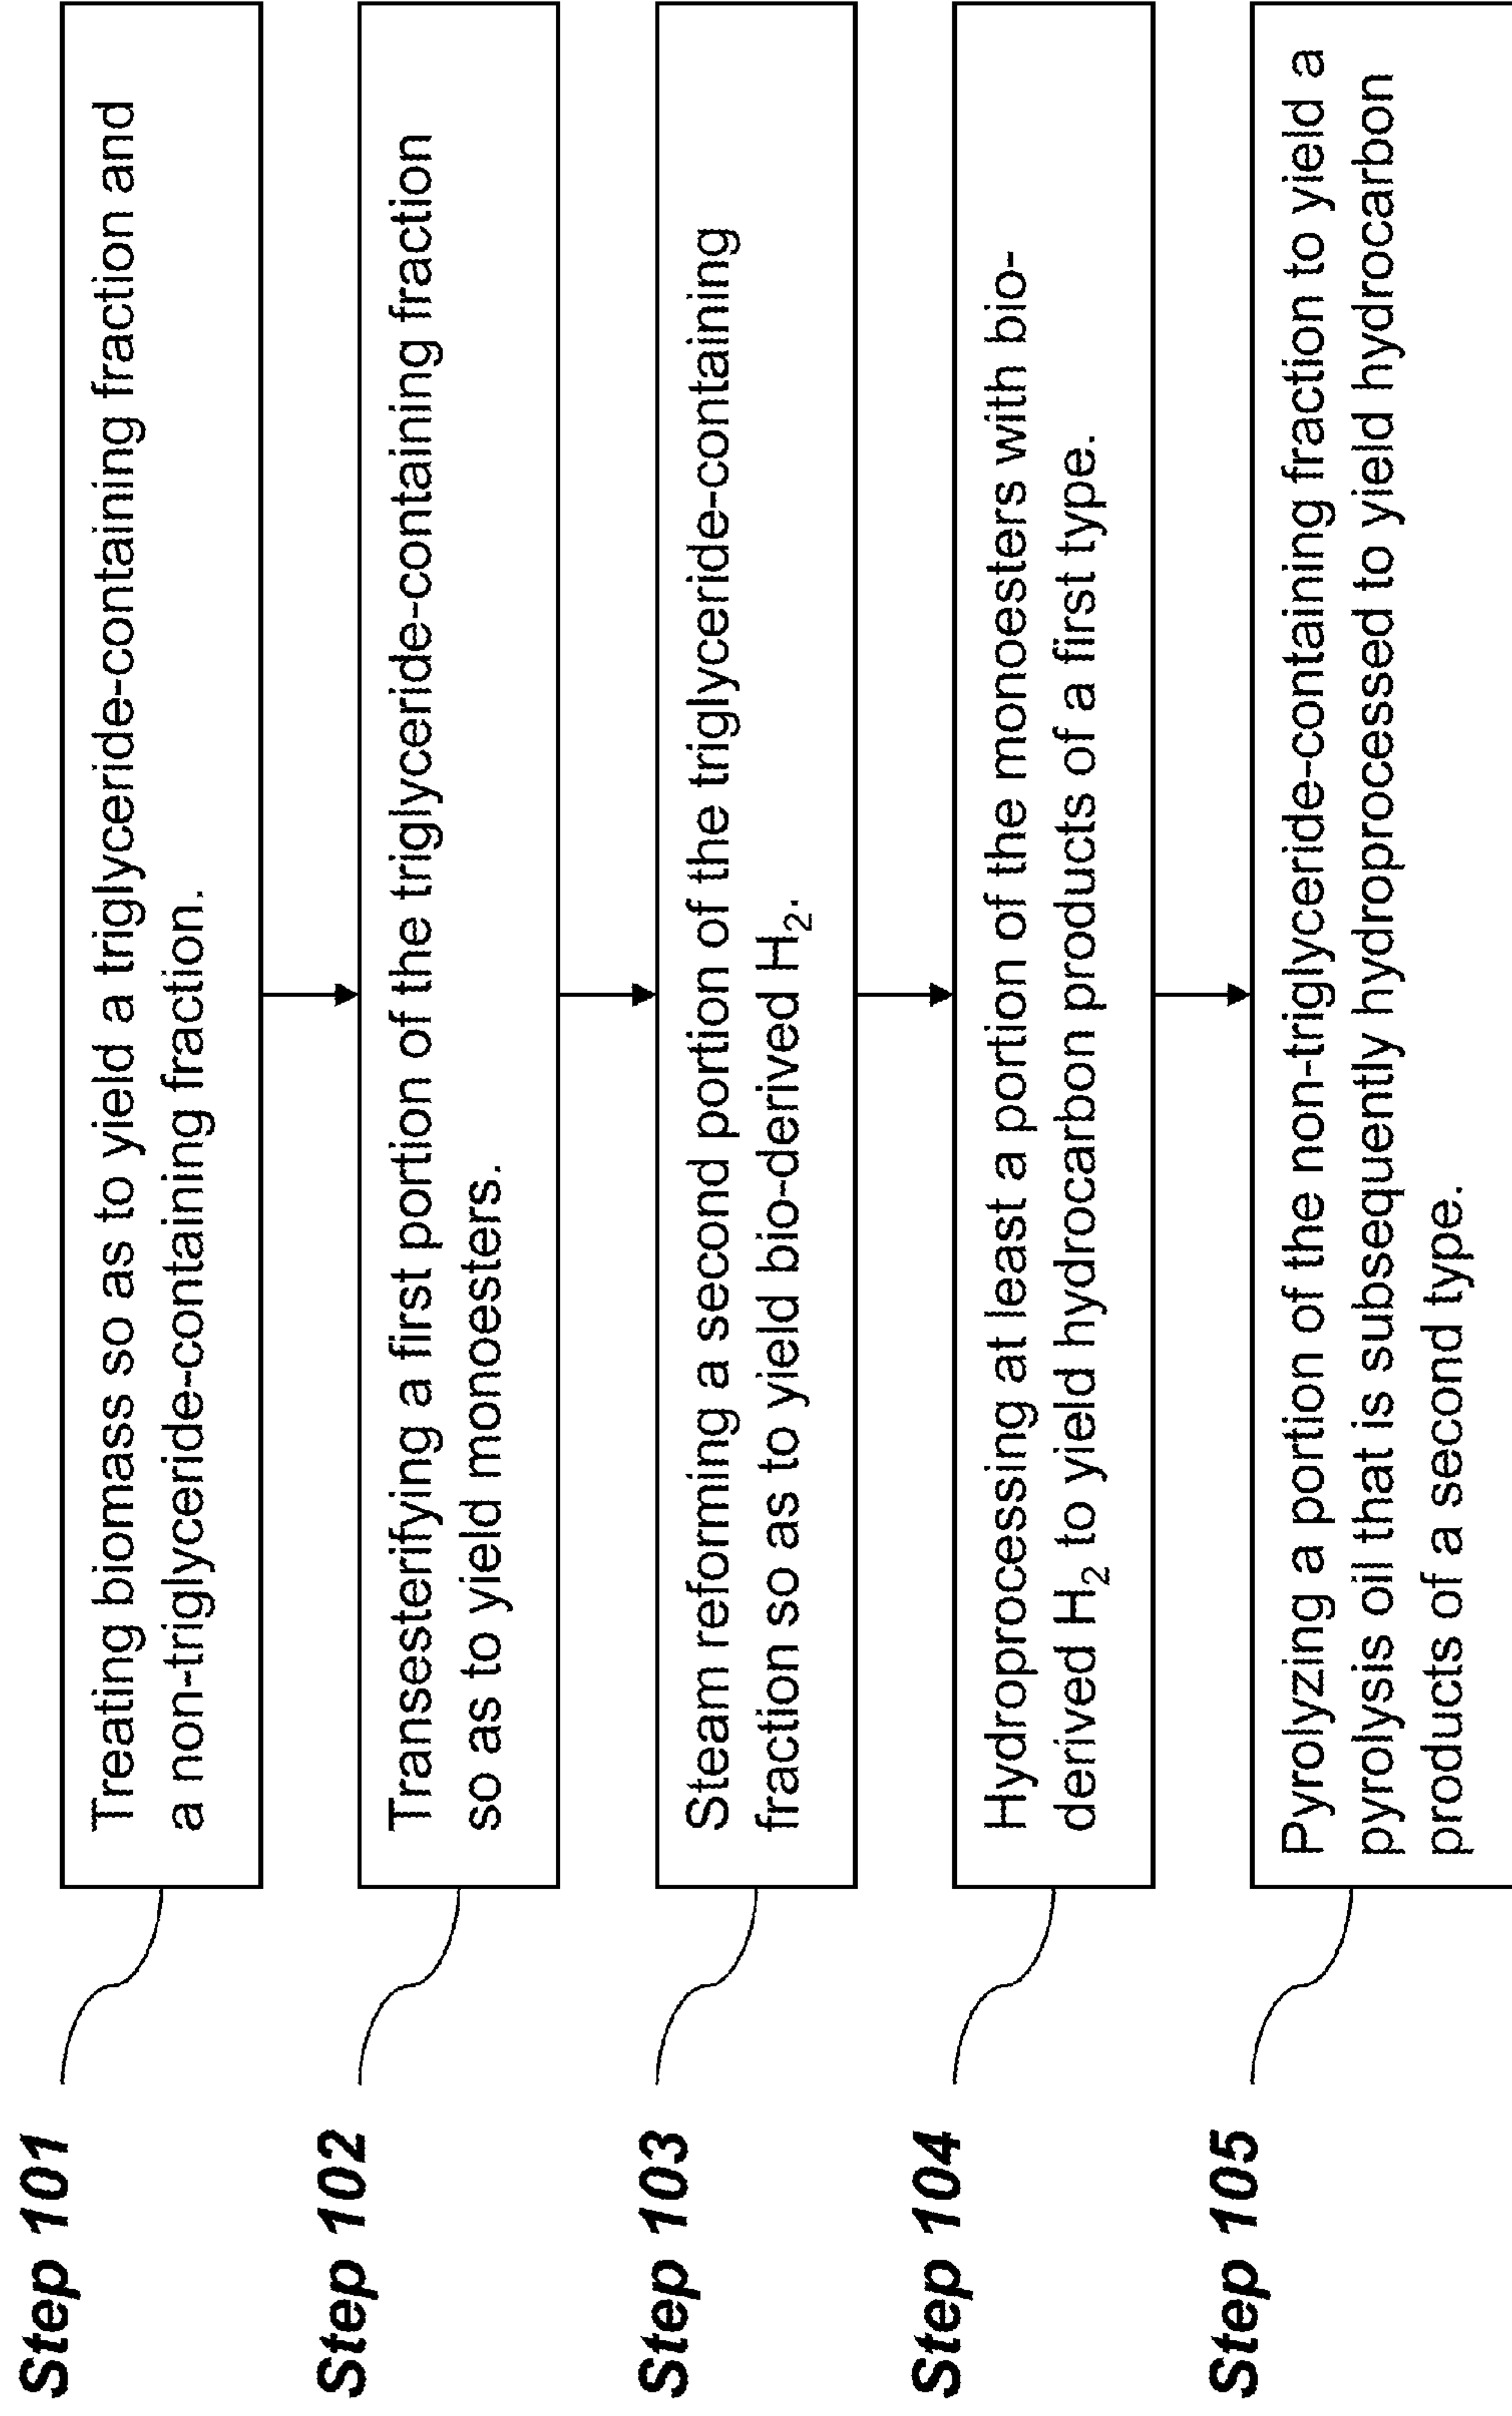 Step 101
Treating biomass so as to yield a triglyceride-containing fraction and
a non-triglyceride-containing fraction.
Step 102
Transesterifying a first portion of the triglyceride-containing fraction
so as to yield monoesters.
Step 103
Steam reforming a second portion of the triglyceride-containing
fraction so as to yield bio-derived H₂.
Step 104
Hydroprocessing at least a portion of the monoesters with bio-
derived H₂ to yield hydrocarbon products of a first type.
Step 105
Pyrolyzing a portion of the non-triglyceride-containing fraction to yield a
pyrolysis oil that is subsequently hydroprocessed to yield hydrocarbon
products of a second type.